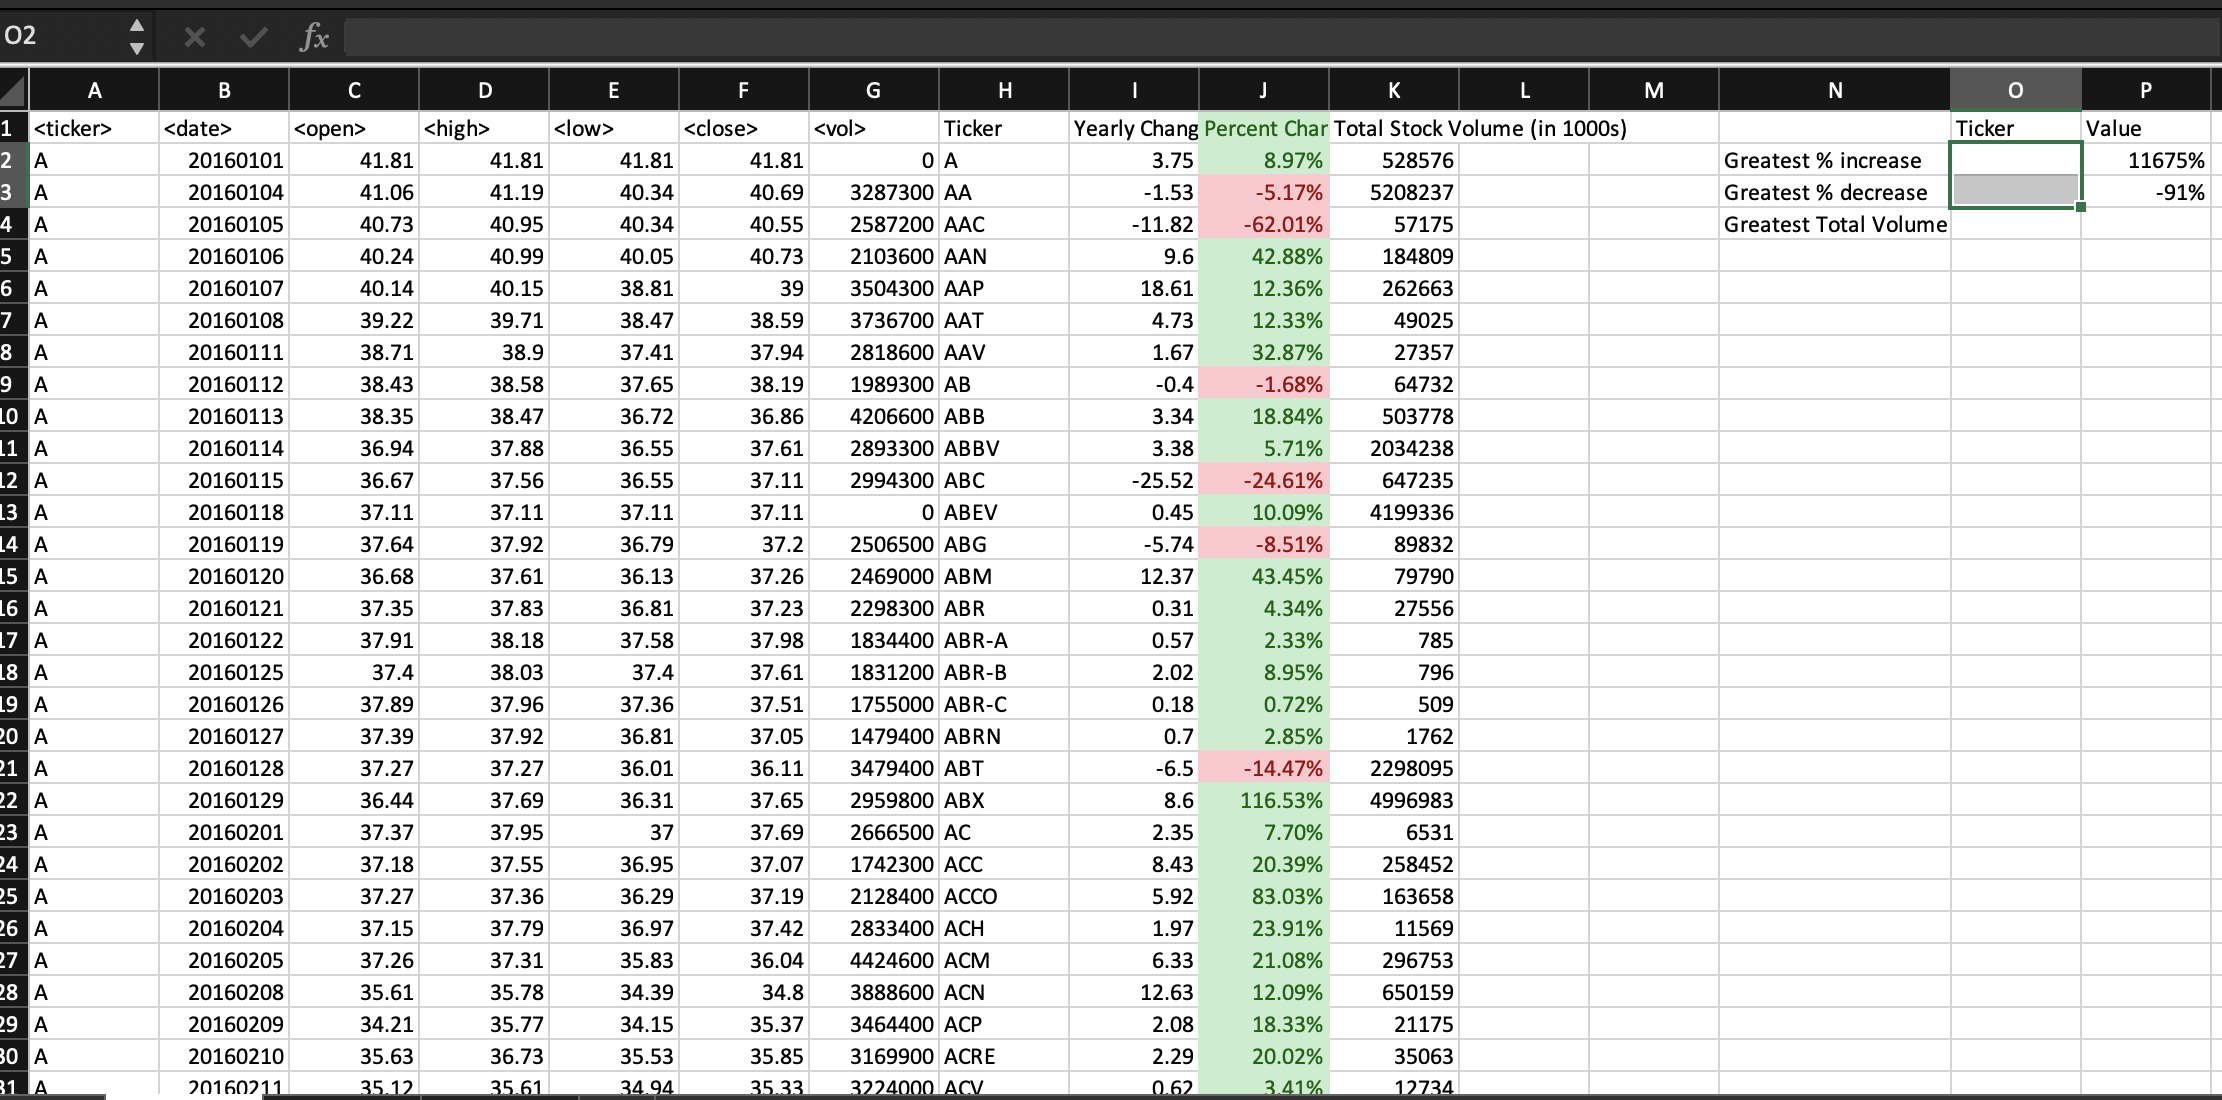 O2 fx
A B C D E F G H I J K L M N O P
1 <ticker> <date> <open> <high> <low> <close> <vol> Ticker Yearly Chang Percent Char Total Stock Volume (in 1000s) Ticker Value
2 A 20160101 41.81 41.81 41.81 41.81 0 A 3.75 8.97% 528576 Greatest % increase 11675%
3 A 20160104 41.06 41.19 40.34 40.69 3287300 AA -1.53 -5.17% 5208237 Greatest % decrease -91%
4 A 20160105 40.73 40.95 40.34 40.55 2587200 AAC -11.82 -62.01% 57175 Greatest Total Volume
5 A 20160106 40.24 40.99 40.05 40.73 2103600 AAN 9.6 42.88% 184809
6 A 20160107 40.14 40.15 38.81 39 3504300 AAP 18.61 12.36% 262663
7 A 20160108 39.22 39.71 38.47 38.59 3736700 AAT 4.73 12.33% 49025
8 A 20160111 38.71 38.9 37.41 37.94 2818600 AAV 1.67 32.87% 27357
9 A 20160112 38.43 38.58 37.65 38.19 1989300 AB -0.4 -1.68% 64732
10 A 20160113 38.35 38.47 36.72 36.86 4206600 ABB 3.34 18.84% 503778
11 A 20160114 36.94 37.88 36.55 37.61 2893300 ABBV 3.38 5.71% 2034238
12 A 20160115 36.67 37.56 36.55 37.11 2994300 ABC -25.52 -24.61% 647235
13 A 20160118 37.11 37.11 37.11 37.11 0 ABEV 0.45 10.09% 4199336
14 A 20160119 37.64 37.92 36.79 37.2 2506500 ABG -5.74 -8.51% 89832
15 A 20160120 36.68 37.61 36.13 37.26 2469000 ABM 12.37 43.45% 79790
16 A 20160121 37.35 37.83 36.81 37.23 2298300 ABR 0.31 4.34% 27556
17 A 20160122 37.91 38.18 37.58 37.98 1834400 ABR-A 0.57 2.33% 785
18 A 20160125 37.4 38.03 37.4 37.61 1831200 ABR-B 2.02 8.95% 796
19 A 20160126 37.89 37.96 37.36 37.51 1755000 ABR-C 0.18 0.72% 509
20 A 20160127 37.39 37.92 36.81 37.05 1479400 ABRN 0.7 2.85% 1762
21 A 20160128 37.27 37.27 36.01 36.11 3479400 ABT -6.5 -14.47% 2298095
22 A 20160129 36.44 37.69 36.31 37.65 2959800 ABX 8.6 116.53% 4996983
23 A 20160201 37.37 37.95 37 37.69 2666500 AC 2.35 7.70% 6531
24 A 20160202 37.18 37.55 36.95 37.07 1742300 ACC 8.43 20.39% 258452
25 A 20160203 37.27 37.36 36.29 37.19 2128400 ACCO 5.92 83.03% 163658
26 A 20160204 37.15 37.79 36.97 37.42 2833400 ACH 1.97 23.91% 11569
27 A 20160205 37.26 37.31 35.83 36.04 4424600 ACM 6.33 21.08% 296753
28 A 20160208 35.61 35.78 34.39 34.8 3888600 ACN 12.63 12.09% 650159
29 A 20160209 34.21 35.77 34.15 35.37 3464400 ACP 2.08 18.33% 21175
30 A 20160210 35.63 36.73 35.53 35.85 3169900 ACRE 2.29 20.02% 35063
31 A 20160211 35.12 35.61 34.94 35.33 3224000 ACV 0.62 3.41% 12734